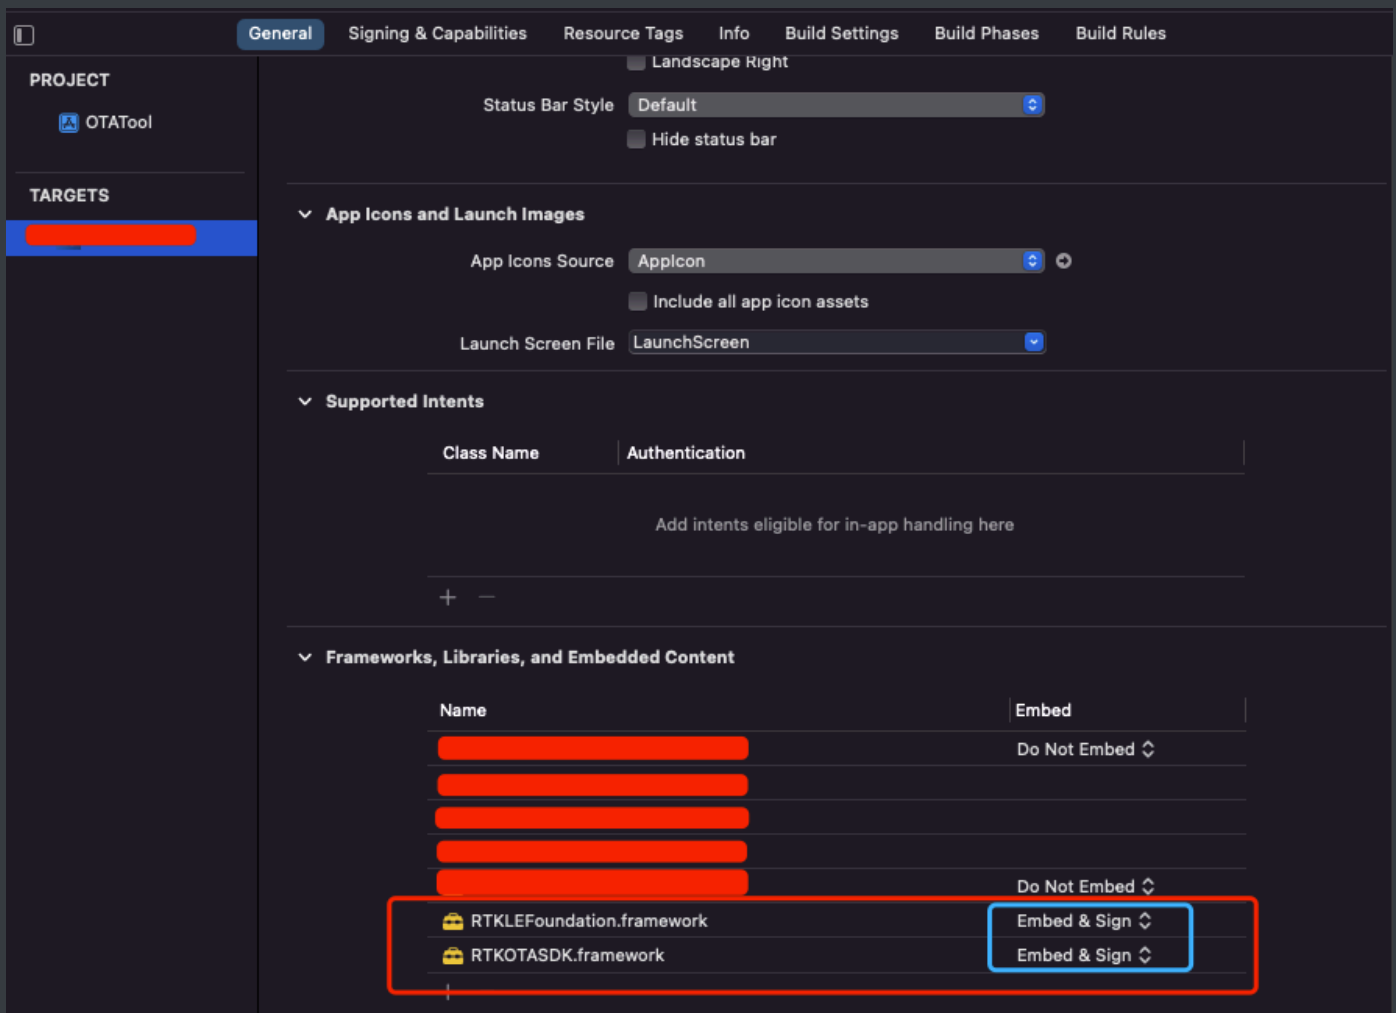 General Signing & Capabilities Resource Tags Info Build Settings Build Phases Build Rules
PROJECT
OTATool
TARGETS
Landscape Right
Status Bar Style Default
Hide status bar
App Icons and Launch Images
App Icons Source AppIcon
Include all app icon assets
Launch Screen File LaunchScreen
Supported Intents
Class Name Authentication
Add intents eligible for in-app handling here
Frameworks, Libraries, and Embedded Content
Name Embed
Do Not Embed
Do Not Embed
RTKLEFoundation.framework Embed & Sign
RTKOTASDK.framework Embed & Sign